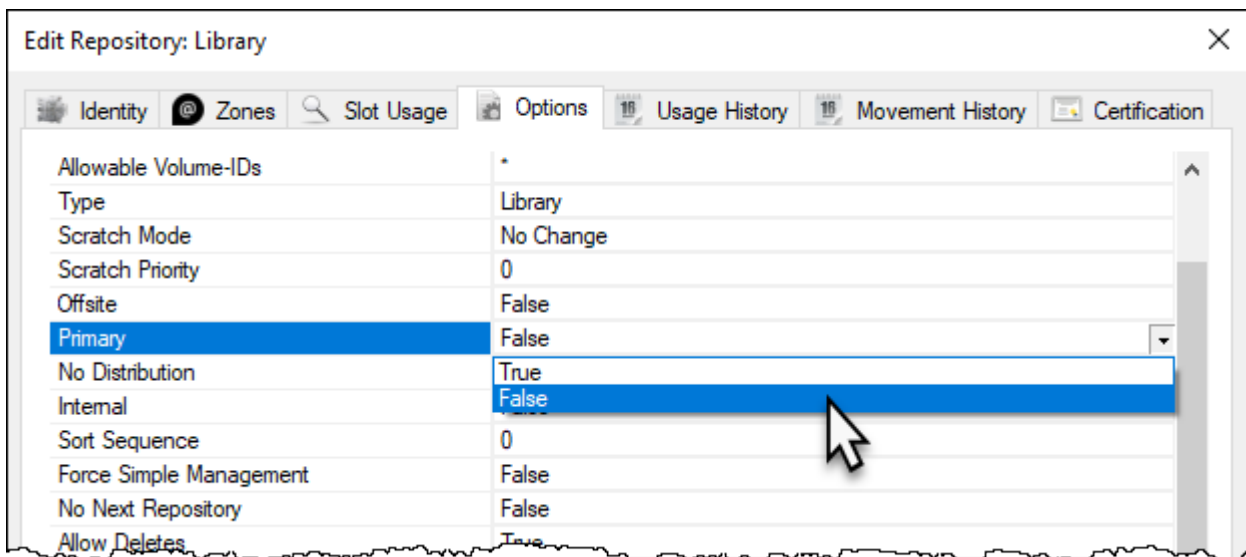 Edit Repository: Library
Identity Zones Slot Usage Options Usage History Movement History Certification
Allowable Volume-IDs *
Type Library
Scratch Mode No Change
Scratch Priority 0
Offsite False
Primary False
No Distribution True
False
Internal
Sort Sequence 0
Force Simple Management False
No Next Repository False
Allow Deletes True